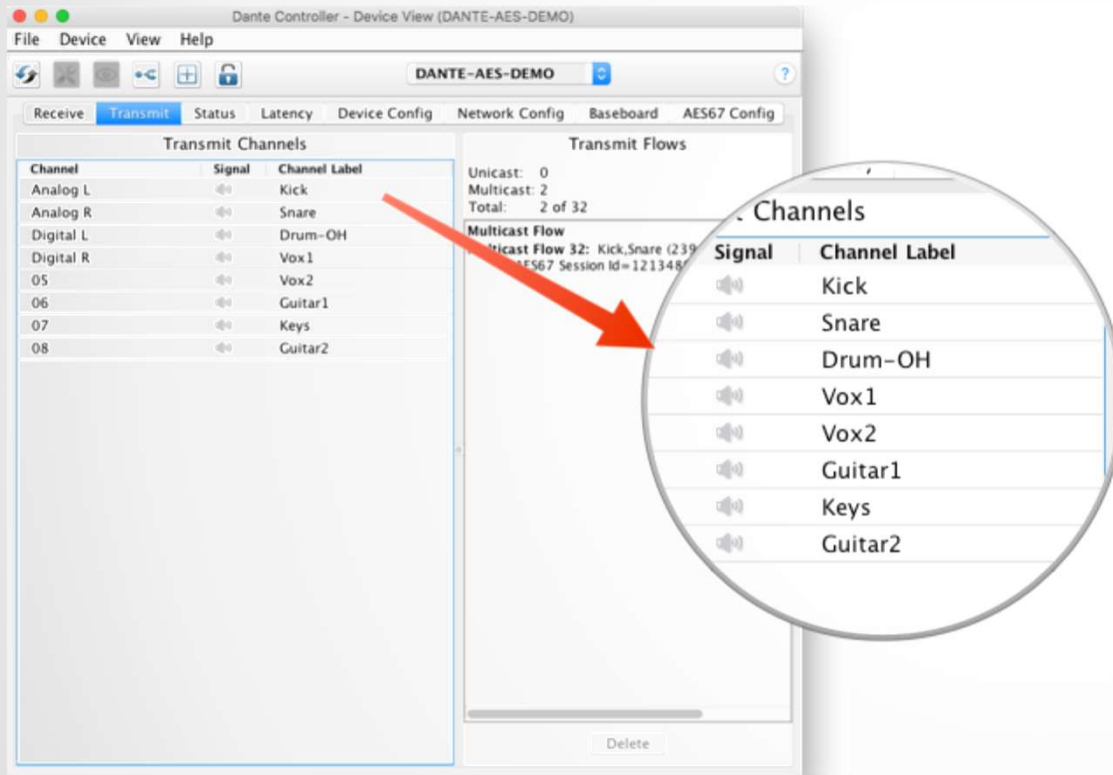 Dante Controller - Device View (DANTE-AES-DEMO)
File Device View Help
DANTE-AES-DEMO
?
Receive Transmit Status Latency Device Config Network Config Baseboard AES67 Config
Transmit Channels
Channel Signal Channel Label
Analog L Kick
Analog R Snare
Digital L Drum-OH
Digital R Vox1
05 Vox2
06 Guitar1
07 Keys
08 Guitar2
Transmit Flows
Unicast: 0
Multicast: 2
Total: 2 of 32
Multicast Flow
Flow 32: Kick,Snare (239
Session Id=
Delete
Channels
Signal Channel Label
Kick
Snare
Drum-OH
Vox1
Vox2
Guitar1
Keys
Guitar2